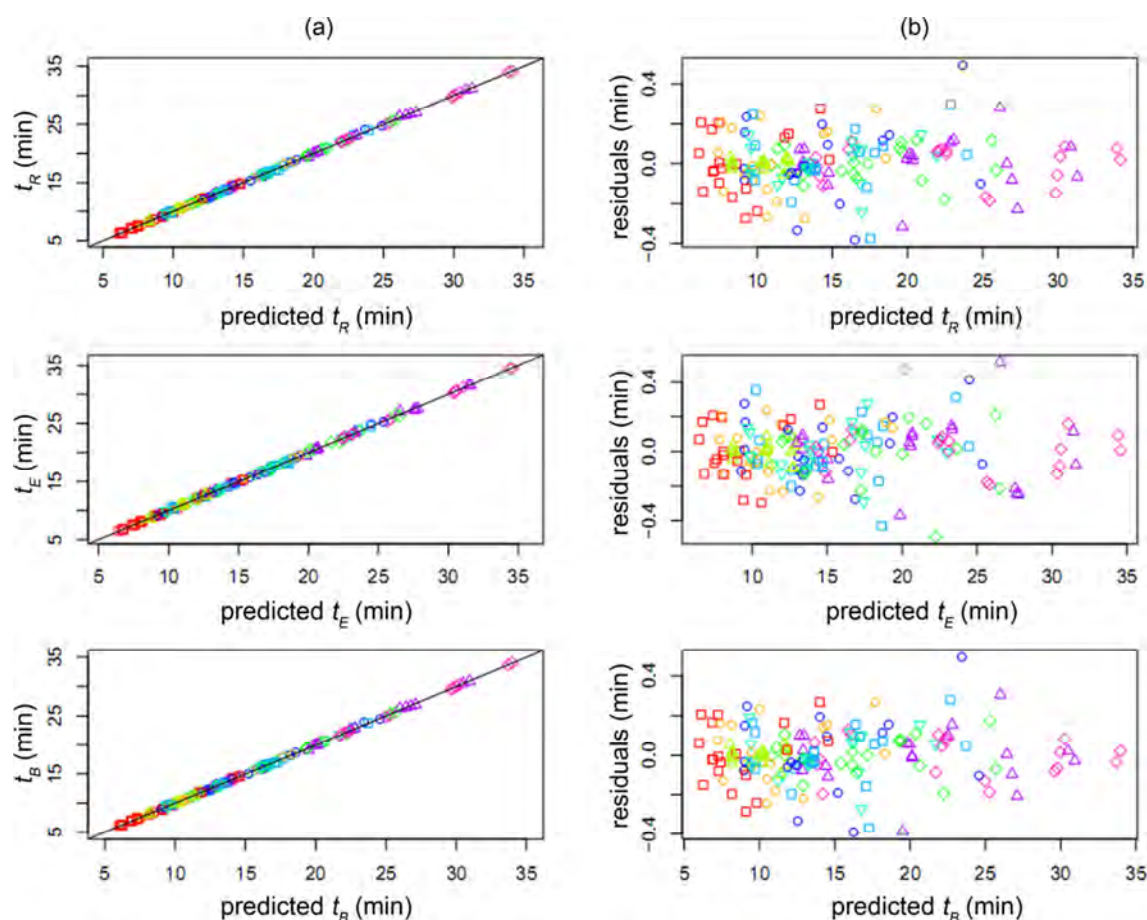 (a)
(b)
35
25
15
5
t_R (min)
5 10 15 20 25 30 35
predicted t_R (min)
0.4
0.0
−0.4
residuals (min)
10 15 20 25 30 35
predicted t_R (min)
35
25
15
5
t_E (min)
5 10 15 20 25 30 35
predicted t_E (min)
0.4
0.0
−0.4
residuals (min)
10 15 20 25 30 35
predicted t_E (min)
35
25
15
5
t_B (min)
5 10 15 20 25 30 35
predicted t_B (min)
0.4
0.0
−0.4
residuals (min)
5 10 15 20 25 30 35
predicted t_B (min)